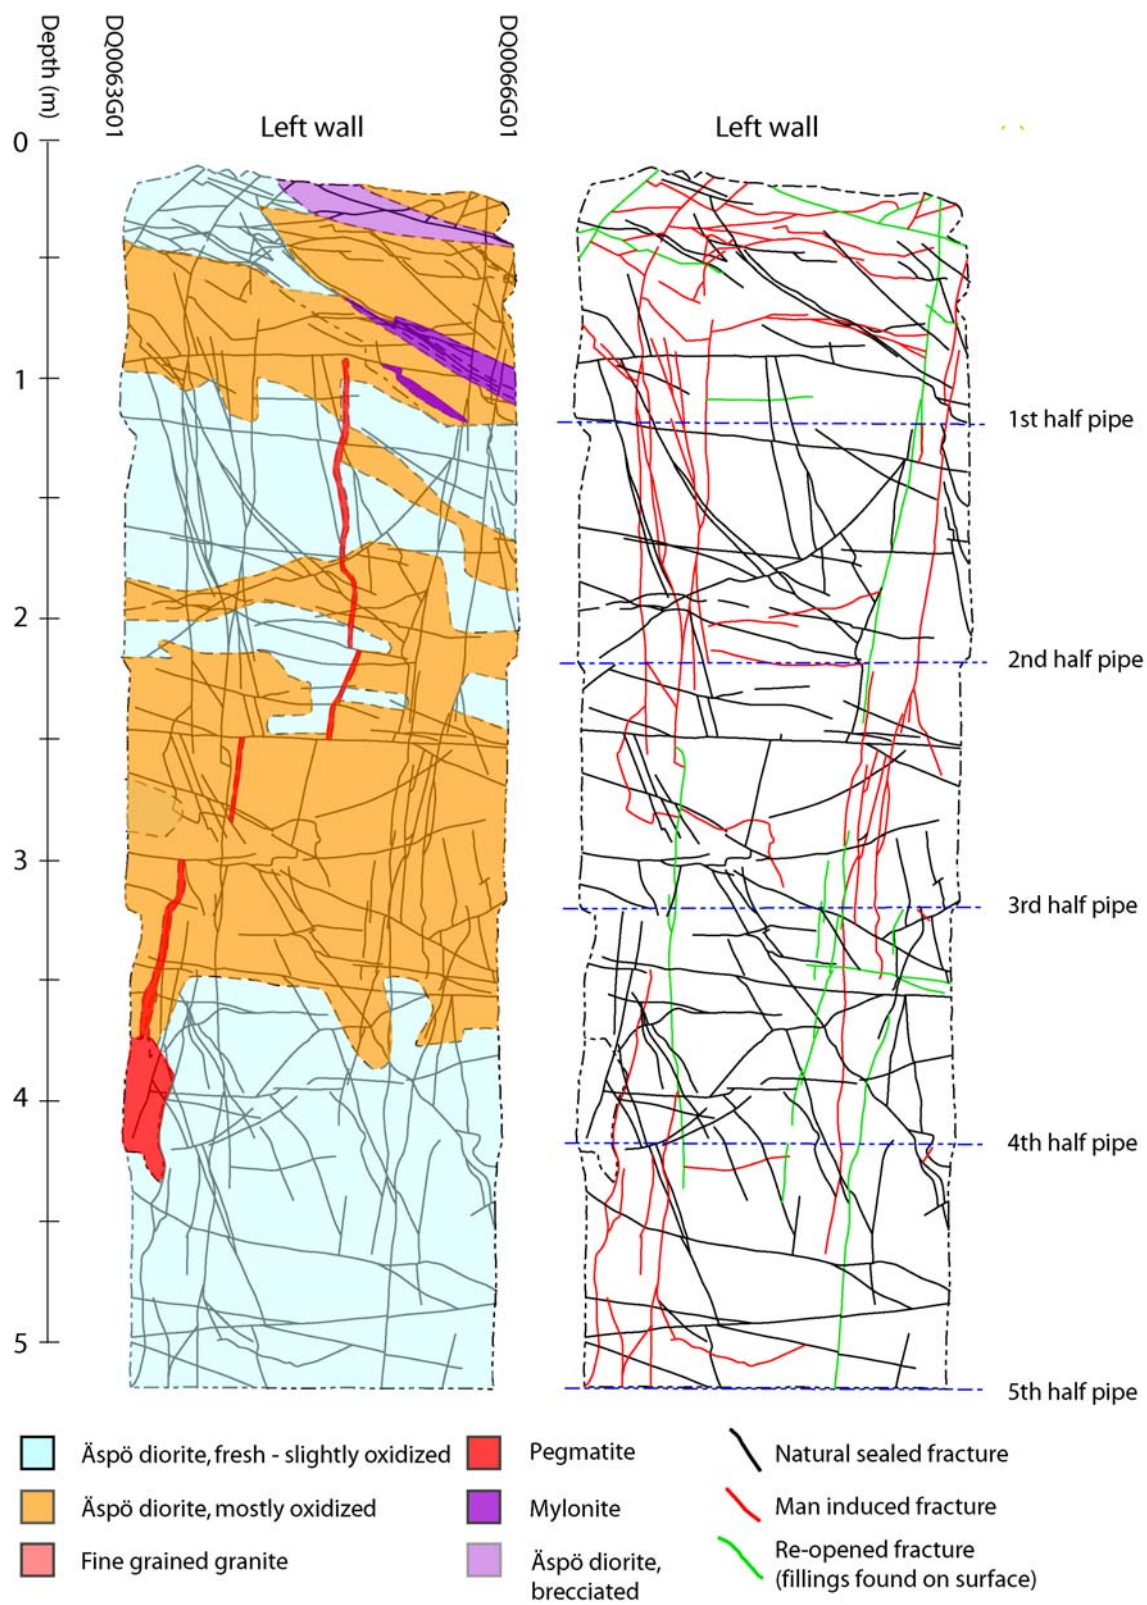 Depth (m)
DQ0063G01
DQ0066G01
Left wall
Left wall
0
1
1st half pipe
2
2nd half pipe
3
3rd half pipe
4
4th half pipe
5
5th half pipe
Äspö diorite, fresh - slightly oxidized
Äspö diorite, mostly oxidized
Fine grained granite
Pegmatite
Mylonite
Äspö diorite,
brecciated
Natural sealed fracture
Man induced fracture
Re-opened fracture
(fillings found on surface)